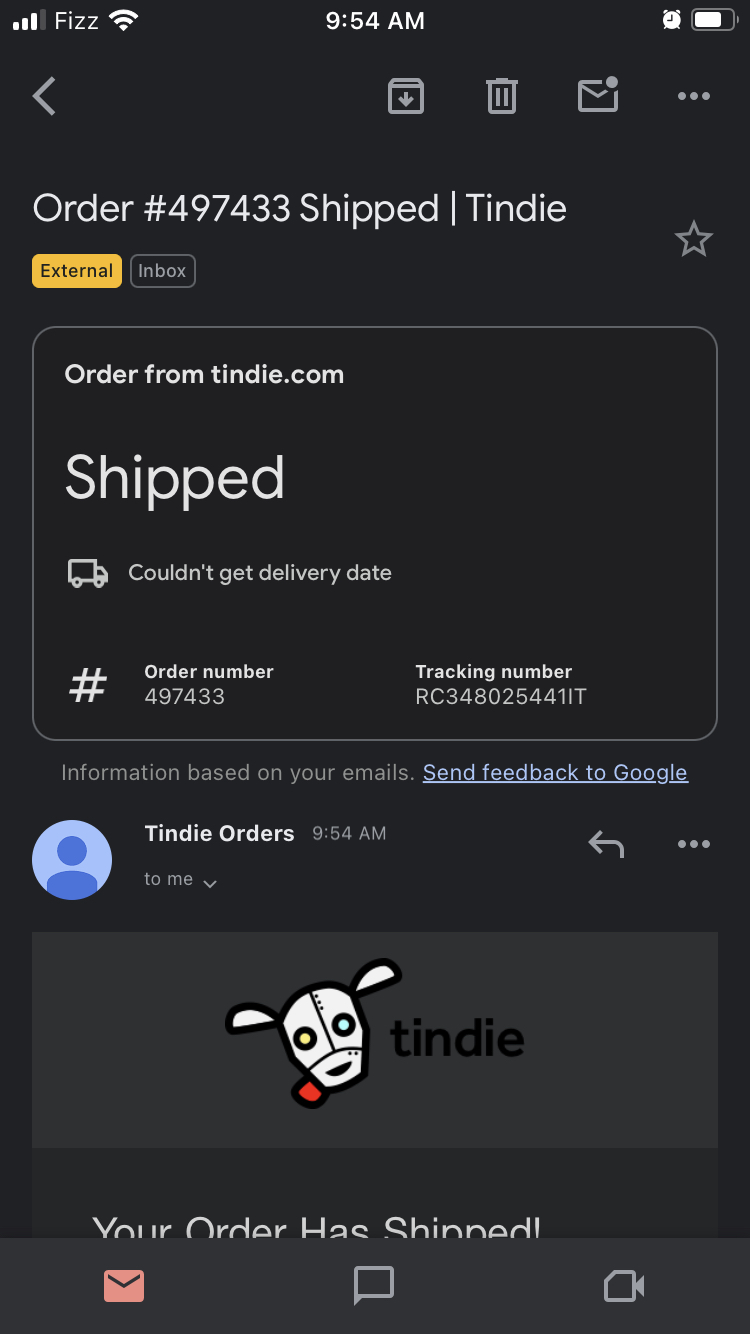 Fizz
9:54 AM
Order #497433 Shipped | Tindie
External Inbox
Order from tindie.com
Shipped
Couldn't get delivery date
# Order number Tracking number
497433 RC348025441IT
Information based on your emails. Send feedback to Google
Tindie Orders 9:54 AM
to me
tindie
Your Order Has Shipped!